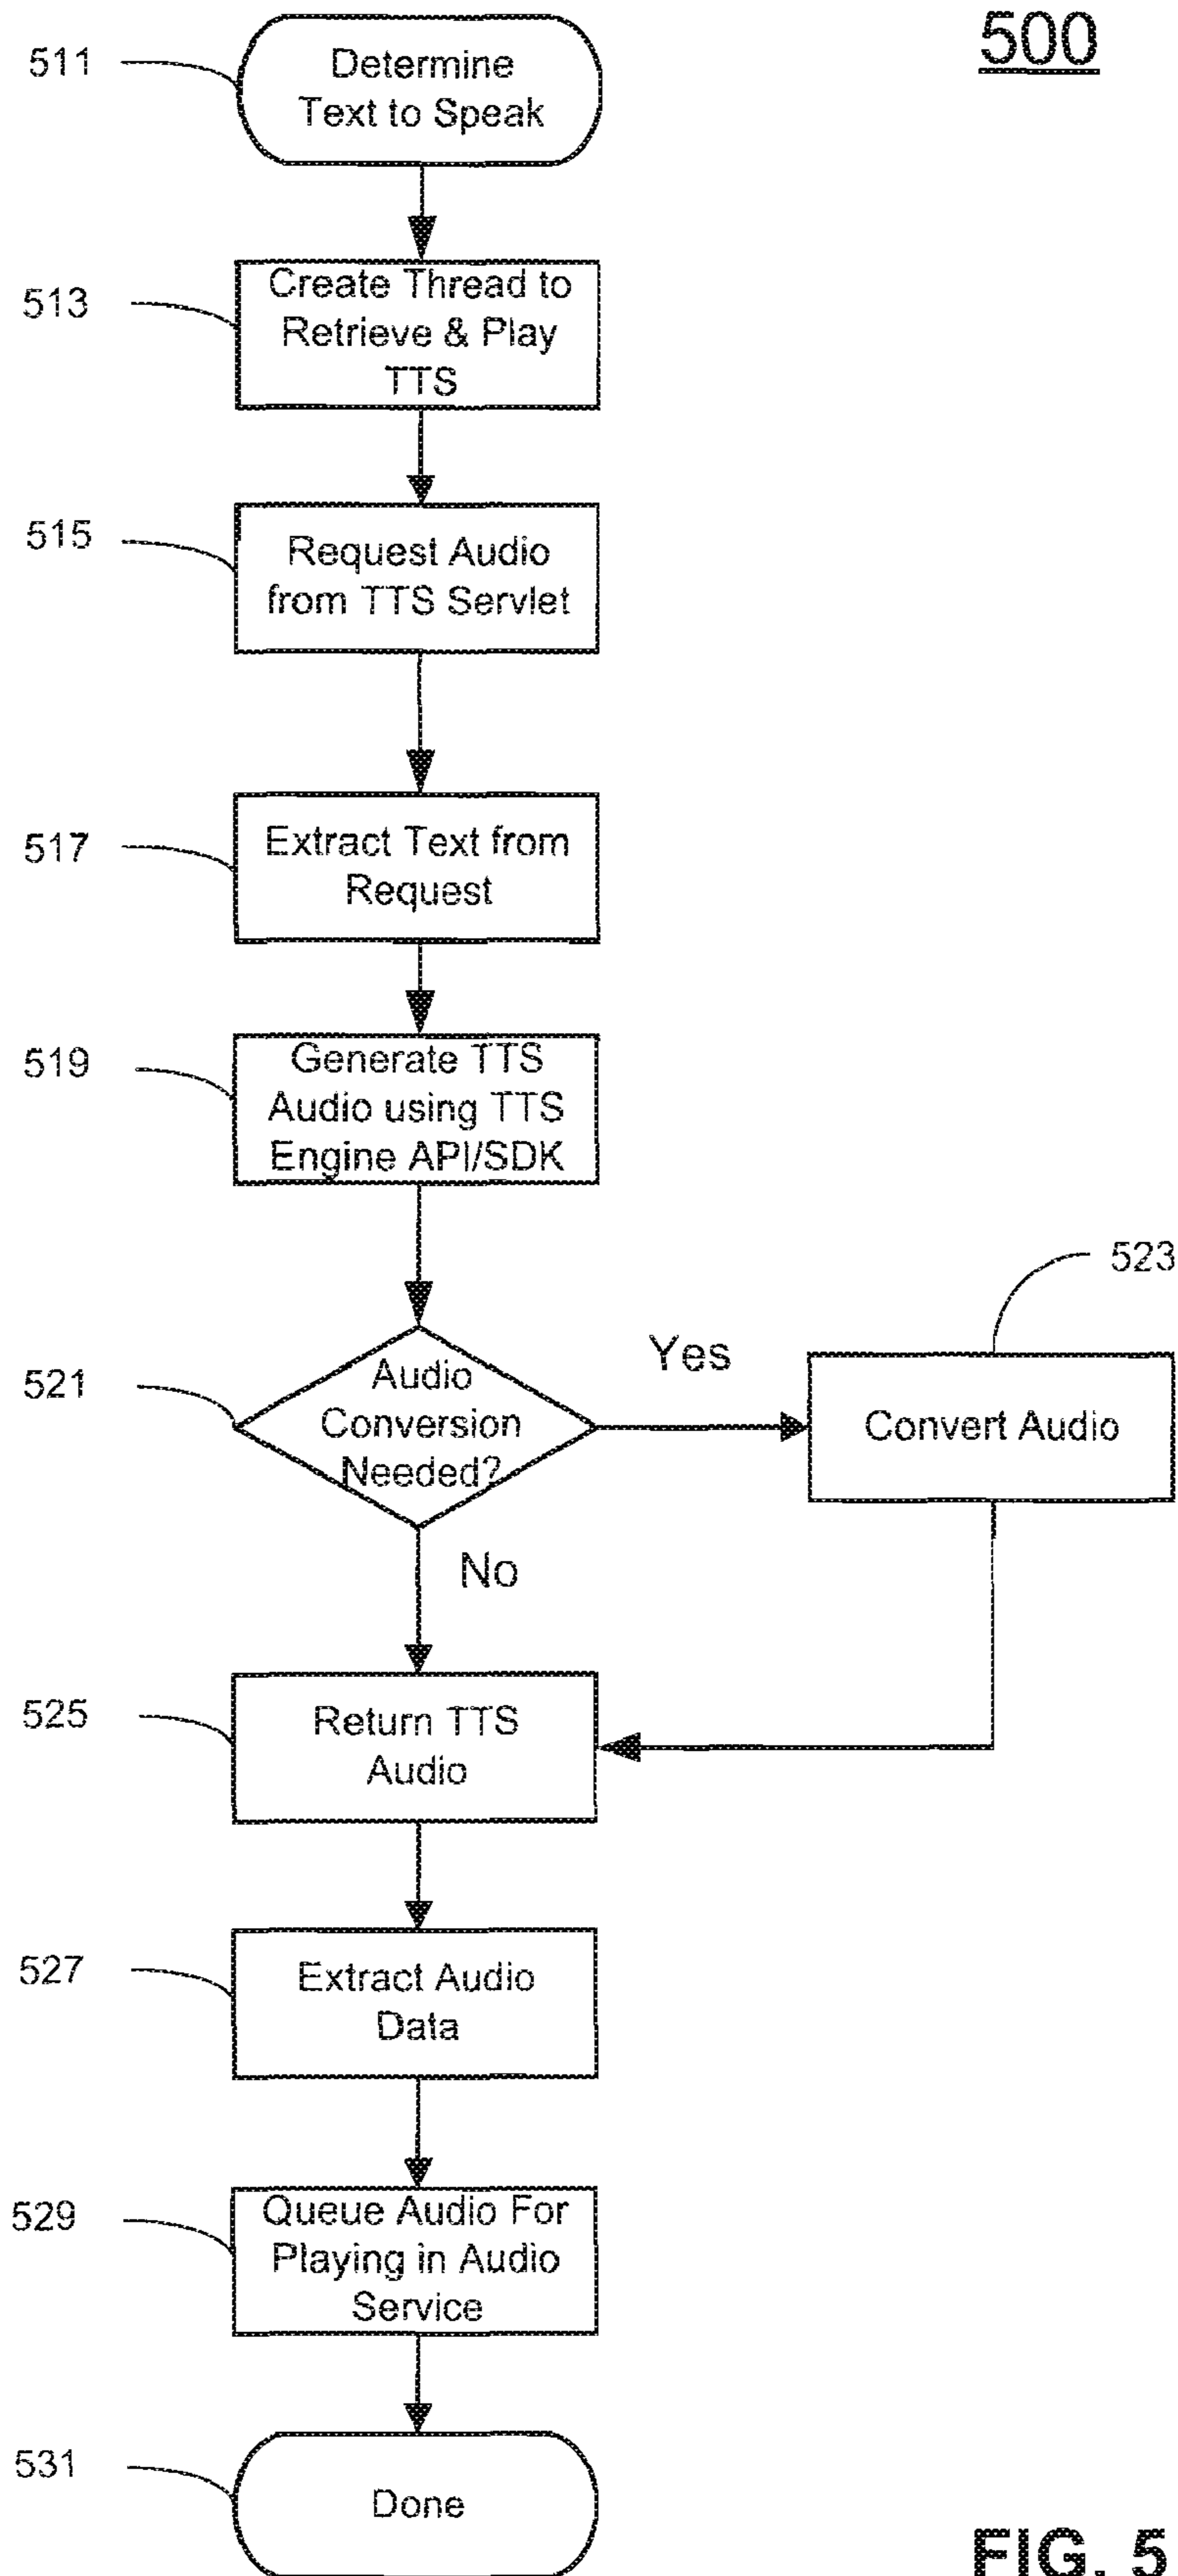 500
511
Determine
Text to Speak
513
Create Thread to
Retrieve & Play
TTS
515
Request Audio
from TTS Servlet
517
Extract Text from
Request
519
Generate TTS
Audio using TTS
Engine API/SDK
521
Audio
Conversion
Needed?
Yes
523
Convert Audio
No
525
Return TTS
Audio
527
Extract Audio
Data
529
Queue Audio For
Playing in Audio
Service
531
Done
FIG. 5